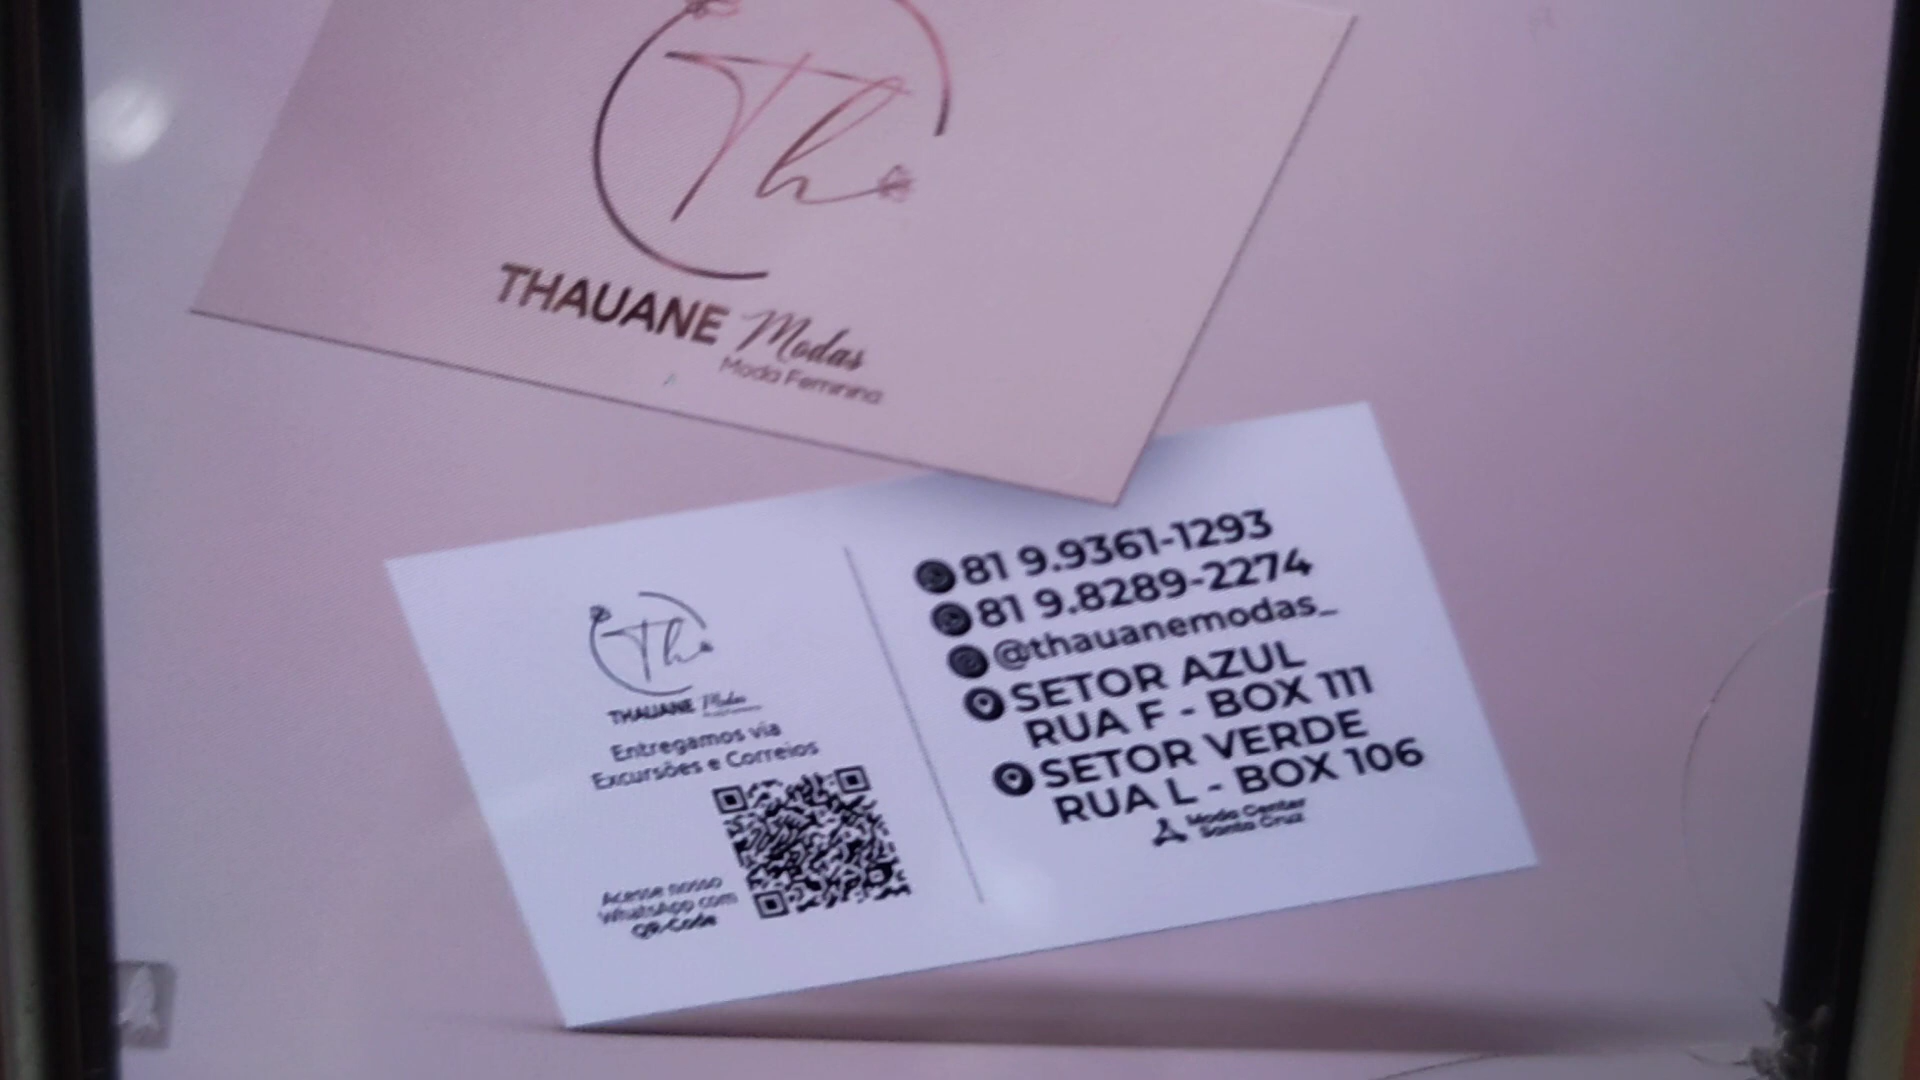 Th
THAUANE Modas
Moda Feminina
Th
THAUANE Modas
Entregamos via
Excursões e Correios
Acesse nosso
WhatsApp com
QR-Code
81 9.9361-1293
81 9.8289-2274
@thauanemodas_
SETOR AZUL
RUA F - BOX 111
SETOR VERDE
RUA L - BOX 106
Moda Center
Santa Cruz